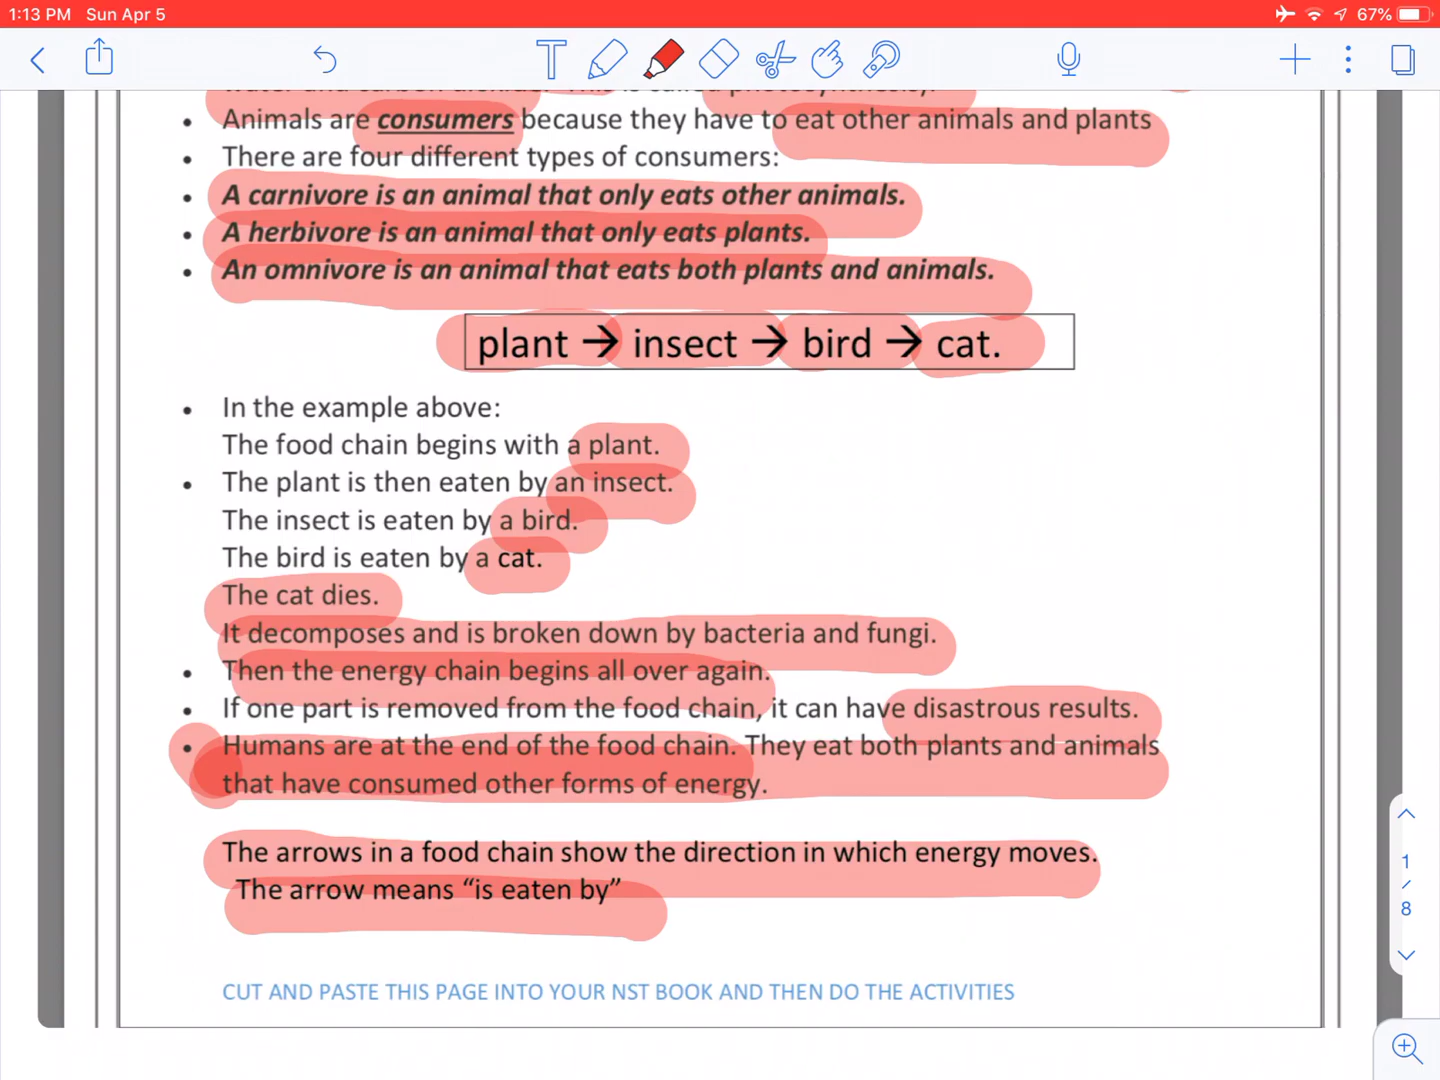 1:13 PM Sun Apr 5
67%
T
water and carbon dioxide. This is called photosynthesis.
• Animals are consumers because they have to eat other animals and plants
• There are four different types of consumers:
• A carnivore is an animal that only eats other animals.
• A herbivore is an animal that only eats plants.
• An omnivore is an animal that eats both plants and animals.
plant → insect → bird → cat.
• In the example above:
The food chain begins with a plant.
• The plant is then eaten by an insect.
The insect is eaten by a bird.
The bird is eaten by a cat.
The cat dies.
It decomposes and is broken down by bacteria and fungi.
• Then the energy chain begins all over again.
• If one part is removed from the food chain, it can have disastrous results.
• Humans are at the end of the food chain. They eat both plants and animals
that have consumed other forms of energy.
The arrows in a food chain show the direction in which energy moves.
The arrow means “is eaten by”
CUT AND PASTE THIS PAGE INTO YOUR NST BOOK AND THEN DO THE ACTIVITIES
1
/
8